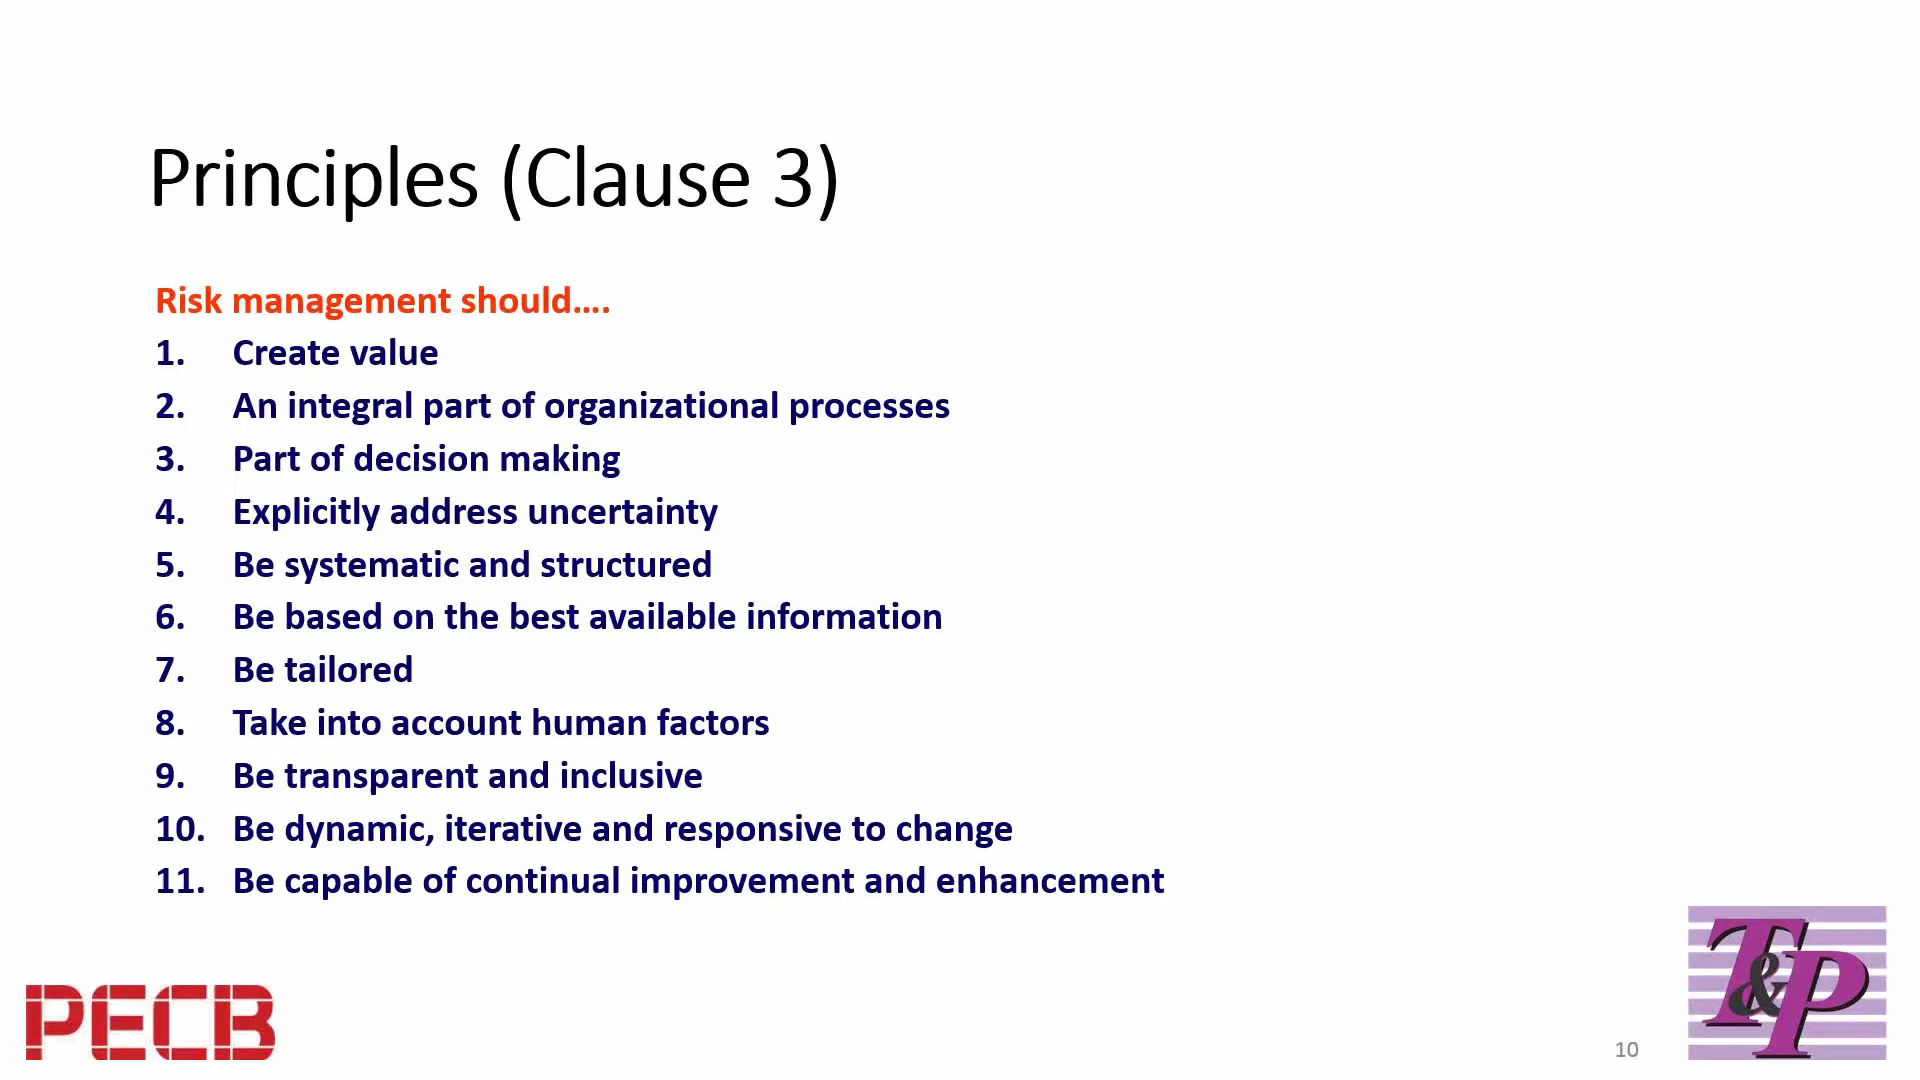 Principles (Clause 3)
Risk management should....
1. Create value
2. An integral part of organizational processes
3. Part of decision making
4. Explicitly address uncertainty
5. Be systematic and structured
6. Be based on the best available information
7. Be tailored
8. Take into account human factors
9. Be transparent and inclusive
10. Be dynamic, iterative and responsive to change
11. Be capable of continual improvement and enhancement
PECB
10
T&P